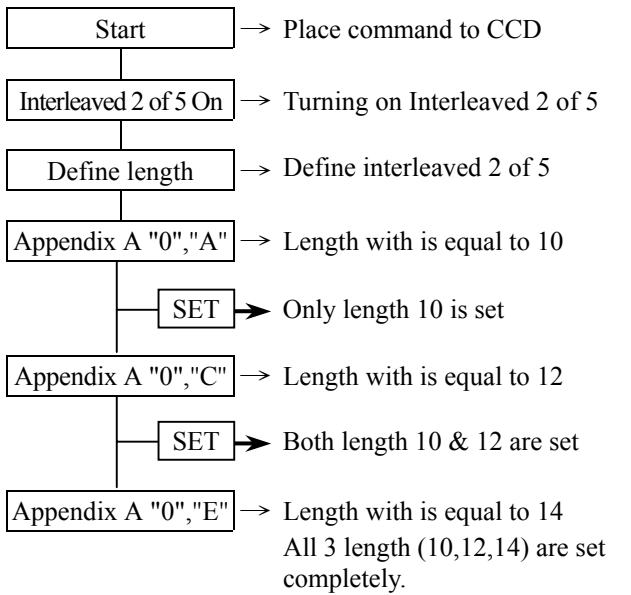 Start → Place command to CCD
Interleaved 2 of 5 On → Turning on Interleaved 2 of 5
Define length → Define interleaved 2 of 5
Appendix A "0","A" → Length with is equal to 10
SET → Only length 10 is set
Appendix A "0","C" → Length with is equal to 12
SET → Both length 10 & 12 are set
Appendix A "0","E" → Length with is equal to 14
All 3 length (10,12,14) are set
completely.